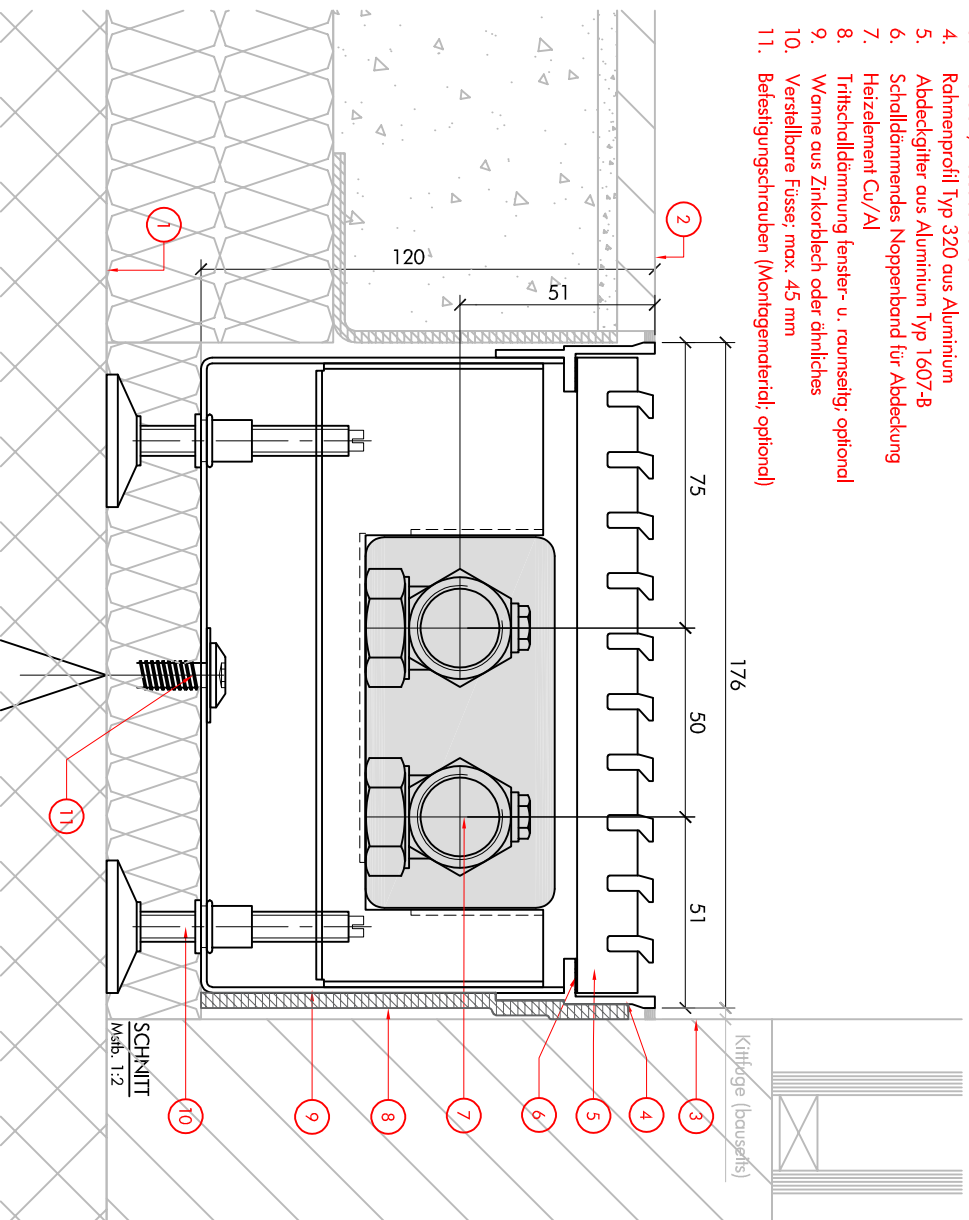 4. Rahmenprofil Typ 320 aus Aluminium
5. Abdeckgitter aus Aluminium Typ 1607-B
6. Schalldämmendes Noppenband für Abdeckung
7. Heizelement Cu/Al
8. Trittschalldämmung fenster- u. raumseitg; optional
9. Wanne aus Zinkorblech oder ähnliches
10. Verstellbare Füsse; max. 45 mm
11. Befestigungschrauben (Montagematerial; optional)
1
2
120
51
176
75
50
51
Kittfuge (bauseits)
3
4
5
6
7
8
9
10
11
SCHNITT
Mstb. 1:2